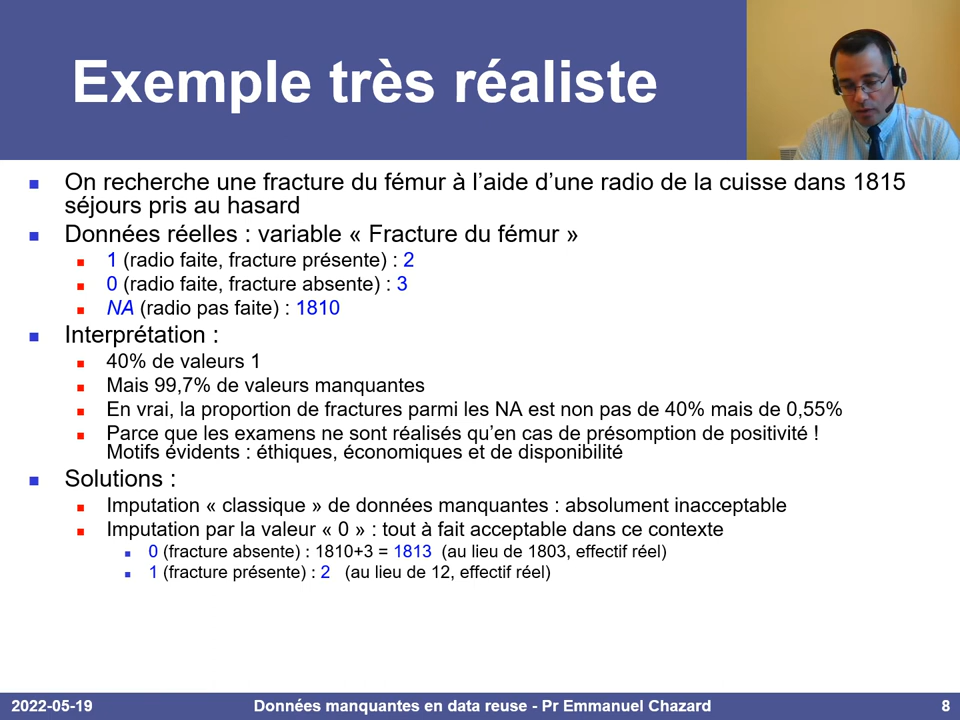 Exemple très réaliste
On recherche une fracture du fémur à l'aide d'une radio de la cuisse dans 1815
séjours pris au hasard
Données réelles : variable « Fracture du fémur »
1 (radio faite, fracture présente) : 2
0 (radio faite, fracture absente) : 3
NA (radio pas faite) : 1810
Interprétation :
40% de valeurs 1
Mais 99,7% de valeurs manquantes
En vrai, la proportion de fractures parmi les NA est non pas de 40% mais de 0,55%
Parce que les examens ne sont réalisés qu'en cas de présomption de positivité !
Motifs évidents : éthiques, économiques et de disponibilité
Solutions :
Imputation « classique » de données manquantes : absolument inacceptable
Imputation par la valeur « 0 » : tout à fait acceptable dans ce contexte
0 (fracture absente) : 1810+3 = 1813 (au lieu de 1803, effectif réel)
1 (fracture présente) : 2 (au lieu de 12, effectif réel)
2022-05-19 Données manquantes en data reuse - Pr Emmanuel Chazard 8